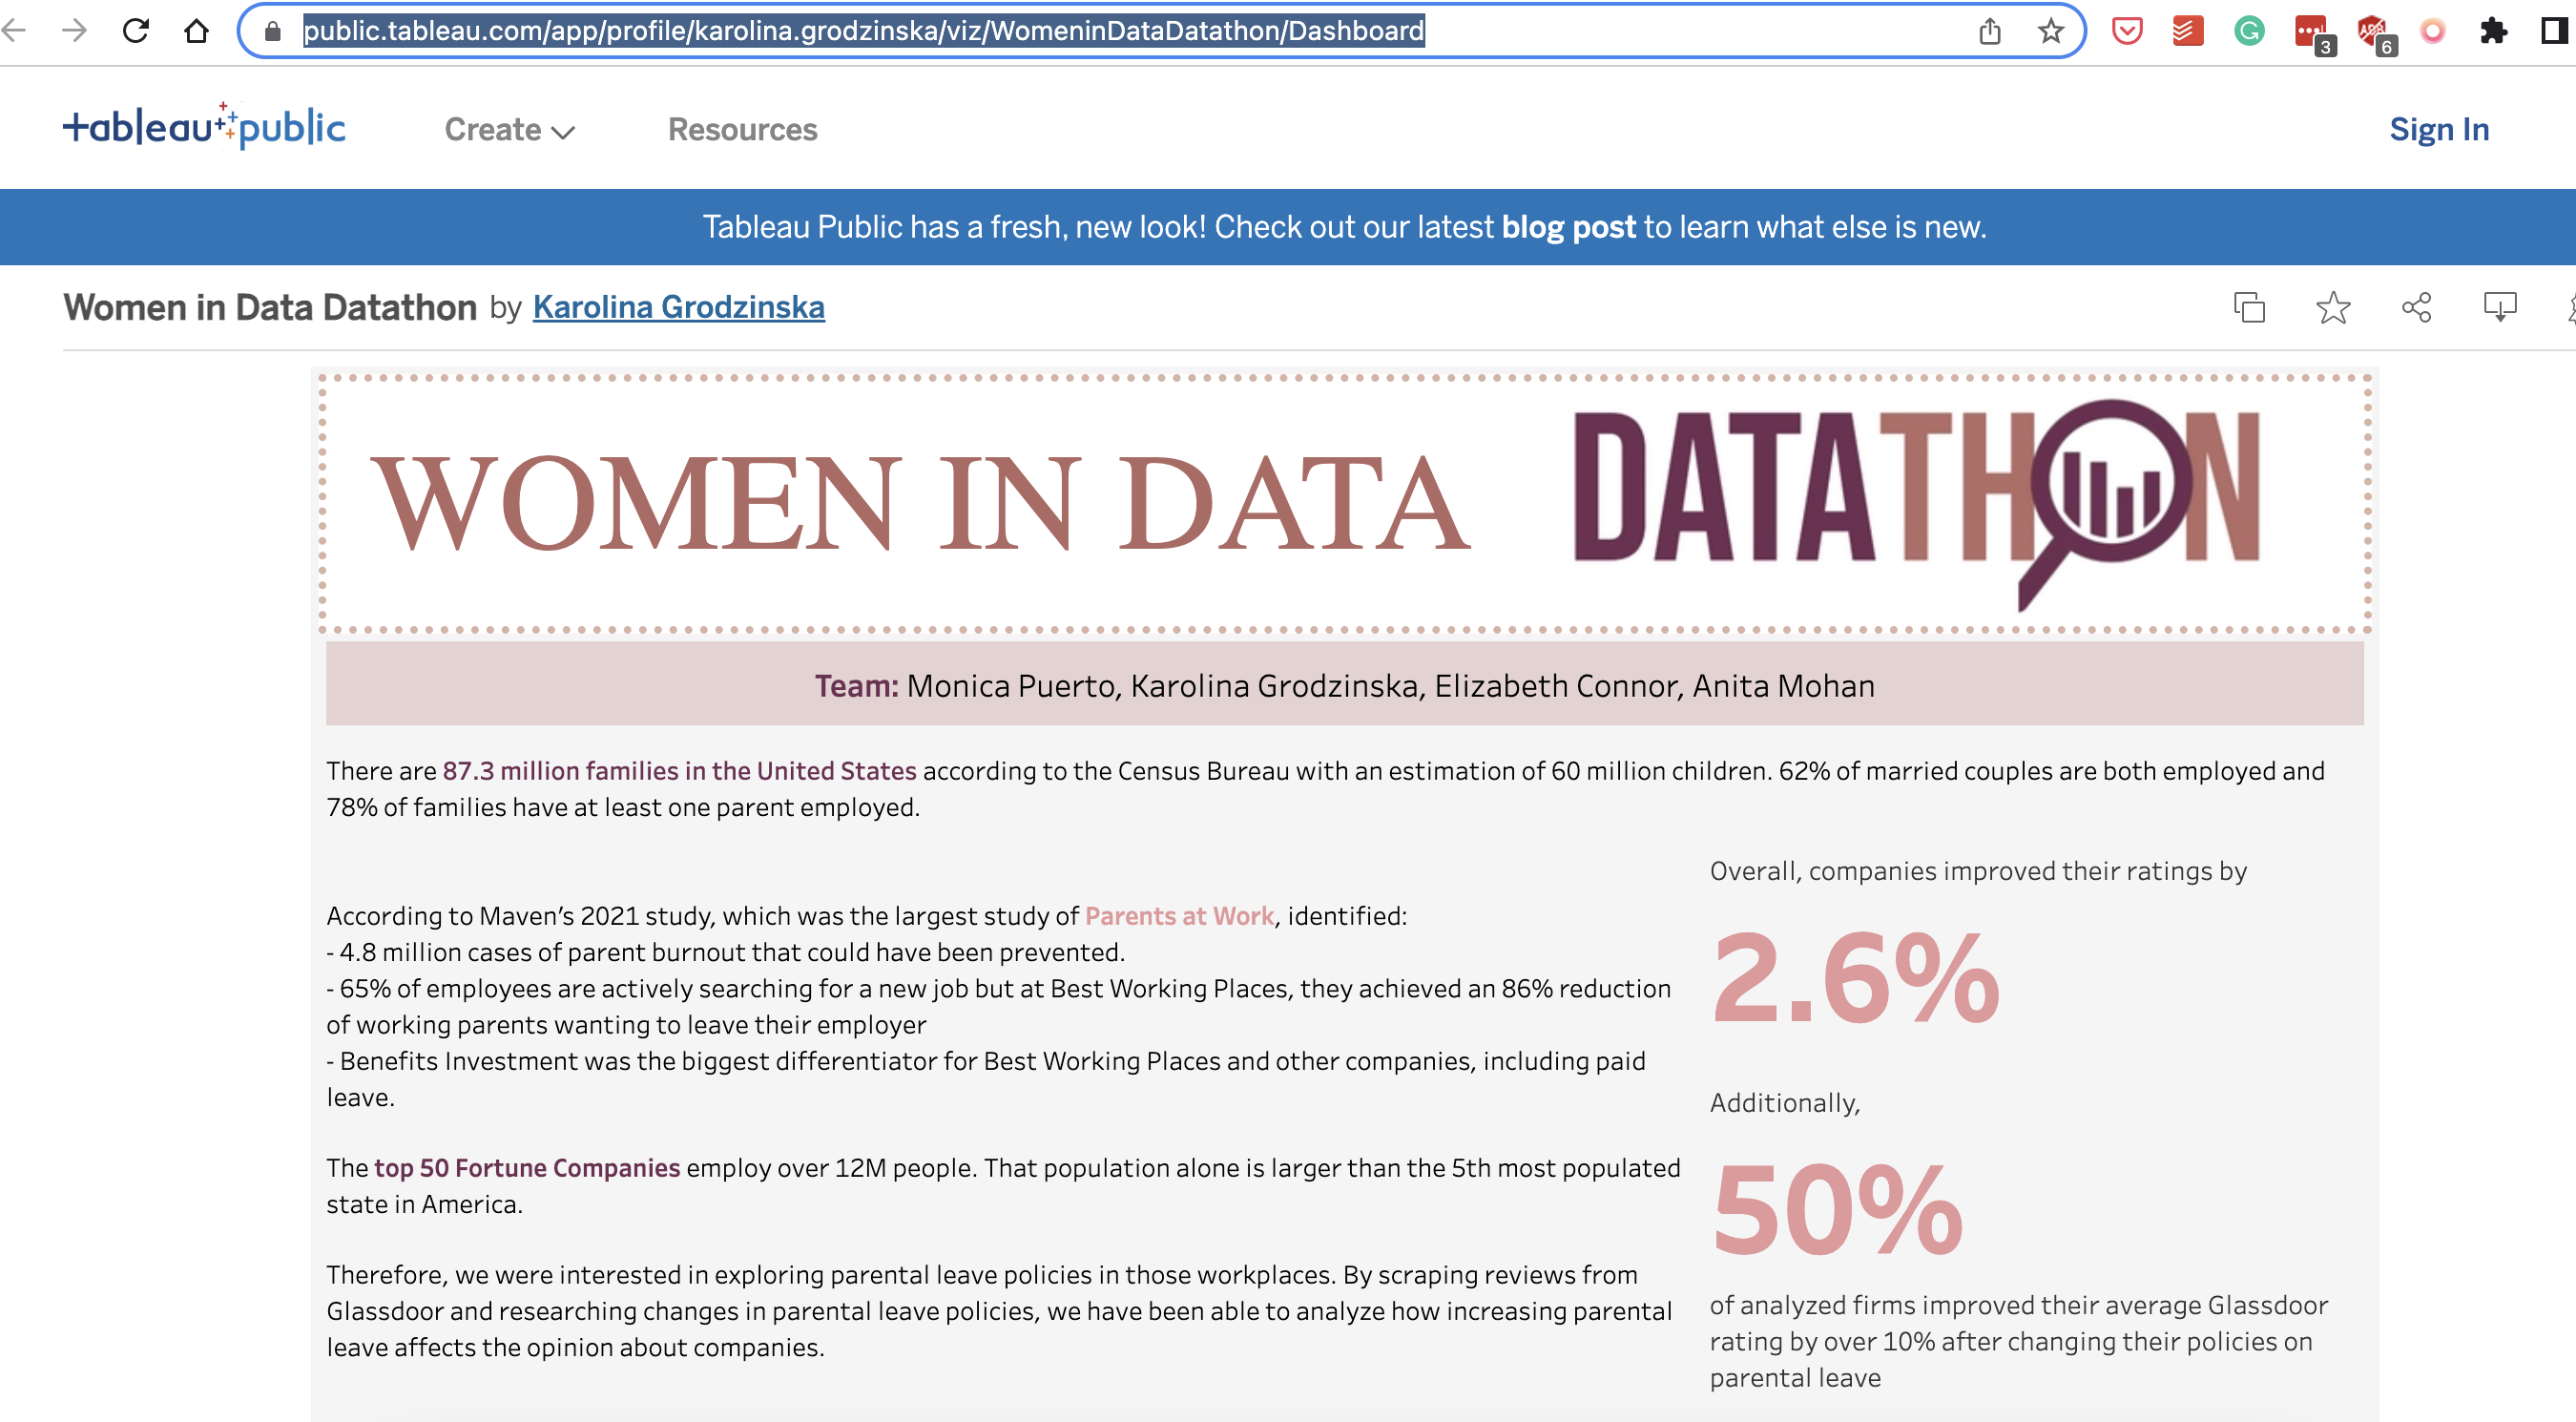 public.tableau.com/app/profile/karolina.grodzinska/viz/WomeninDataDatathon/Dashboard
3
6
tableau public
Create
Resources
Sign In
Tableau Public has a fresh, new look! Check out our latest blog post to learn what else is new.
Women in Data Datathon by Karolina Grodzinska
WOMEN IN DATA
DATATHON
Team: Monica Puerto, Karolina Grodzinska, Elizabeth Connor, Anita Mohan
There are 87.3 million families in the United States according to the Census Bureau with an estimation of 60 million children. 62% of married couples are both employed and
78% of families have at least one parent employed.
According to Maven’s 2021 study, which was the largest study of Parents at Work, identified:
- 4.8 million cases of parent burnout that could have been prevented.
- 65% of employees are actively searching for a new job but at Best Working Places, they achieved an 86% reduction
of working parents wanting to leave their employer
- Benefits Investment was the biggest differentiator for Best Working Places and other companies, including paid
leave.
The top 50 Fortune Companies employ over 12M people. That population alone is larger than the 5th most populated
state in America.
Therefore, we were interested in exploring parental leave policies in those workplaces. By scraping reviews from
Glassdoor and researching changes in parental leave policies, we have been able to analyze how increasing parental
leave affects the opinion about companies.
Overall, companies improved their ratings by
2.6%
Additionally,
50%
of analyzed firms improved their average Glassdoor
rating by over 10% after changing their policies on
parental leave